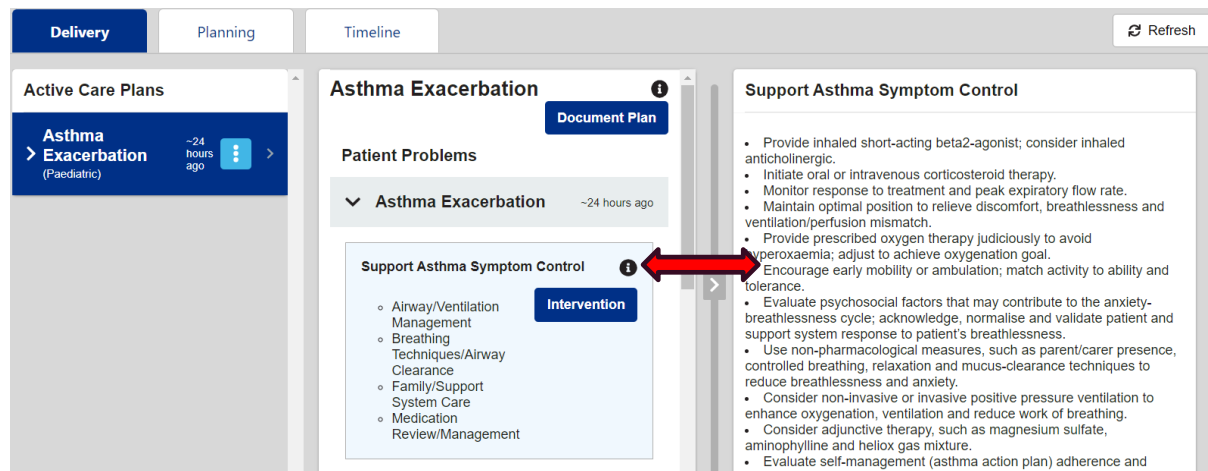 Delivery
Planning
Timeline
Refresh
Active Care Plans
Asthma
Exacerbation
(Paediatric)
~24
hours
ago
Asthma Exacerbation
Document Plan
Patient Problems
Asthma Exacerbation
~24 hours ago
Support Asthma Symptom Control
Intervention
◦ Airway/Ventilation
Management
◦ Breathing
Techniques/Airway
Clearance
◦ Family/Support
System Care
◦ Medication
Review/Management
Support Asthma Symptom Control
• Provide inhaled short-acting beta2-agonist; consider inhaled
anticholinergic.
• Initiate oral or intravenous corticosteroid therapy.
• Monitor response to treatment and peak expiratory flow rate.
• Maintain optimal position to relieve discomfort, breathlessness and
ventilation/perfusion mismatch.
• Provide prescribed oxygen therapy judiciously to avoid
hyperoxaemia; adjust to achieve oxygenation goal.
Encourage early mobility or ambulation; match activity to ability and
tolerance.
• Evaluate psychosocial factors that may contribute to the anxiety-
breathlessness cycle; acknowledge, normalise and validate patient and
support system response to patient's breathlessness.
• Use non-pharmacological measures, such as parent/carer presence,
controlled breathing, relaxation and mucus-clearance techniques to
reduce breathlessness and anxiety.
• Consider non-invasive or invasive positive pressure ventilation to
enhance oxygenation, ventilation and reduce work of breathing.
• Consider adjunctive therapy, such as magnesium sulfate,
aminophylline and heliox gas mixture.
• Evaluate self-management (asthma action plan) adherence and